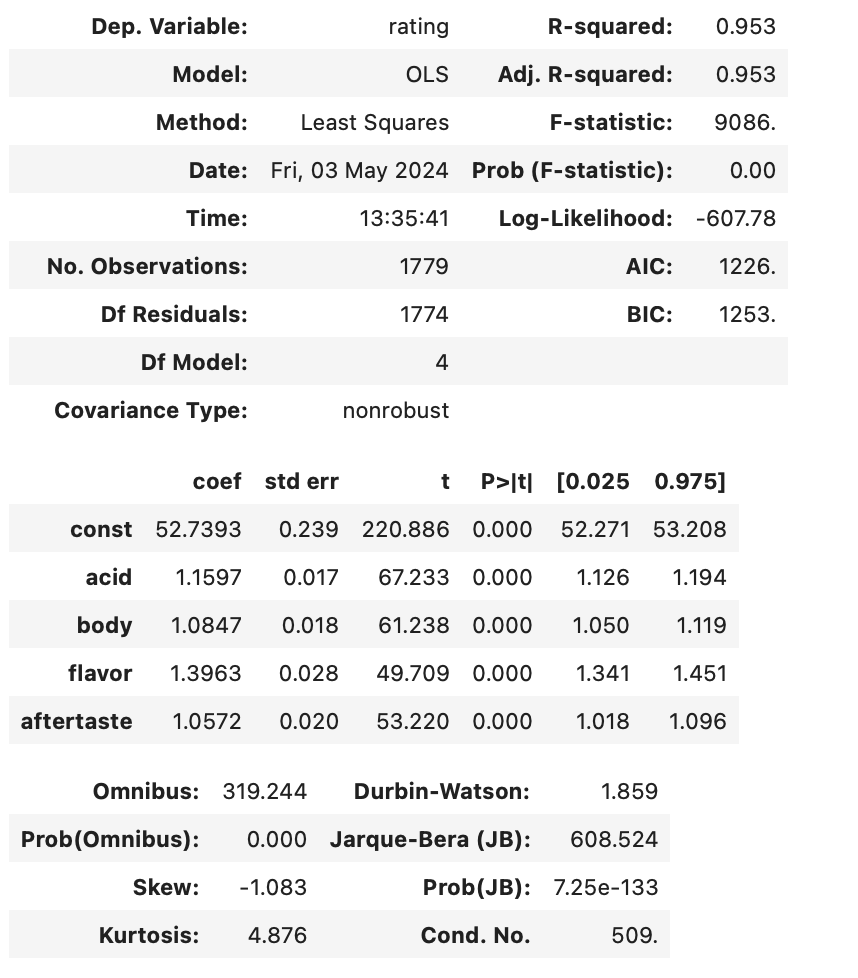 Dep. Variable: rating R-squared: 0.953
Model: OLS Adj. R-squared: 0.953
Method: Least Squares F-statistic: 9086.
Date: Fri, 03 May 2024 Prob (F-statistic): 0.00
Time: 13:35:41 Log-Likelihood: -607.78
No. Observations: 1779 AIC: 1226.
Df Residuals: 1774 BIC: 1253.
Df Model: 4
Covariance Type: nonrobust
coef std err t P>|t| [0.025 0.975]
const 52.7393 0.239 220.886 0.000 52.271 53.208
acid 1.1597 0.017 67.233 0.000 1.126 1.194
body 1.0847 0.018 61.238 0.000 1.050 1.119
flavor 1.3963 0.028 49.709 0.000 1.341 1.451
aftertaste 1.0572 0.020 53.220 0.000 1.018 1.096
Omnibus: 319.244 Durbin-Watson: 1.859
Prob(Omnibus): 0.000 Jarque-Bera (JB): 608.524
Skew: -1.083 Prob(JB): 7.25e-133
Kurtosis: 4.876 Cond. No. 509.